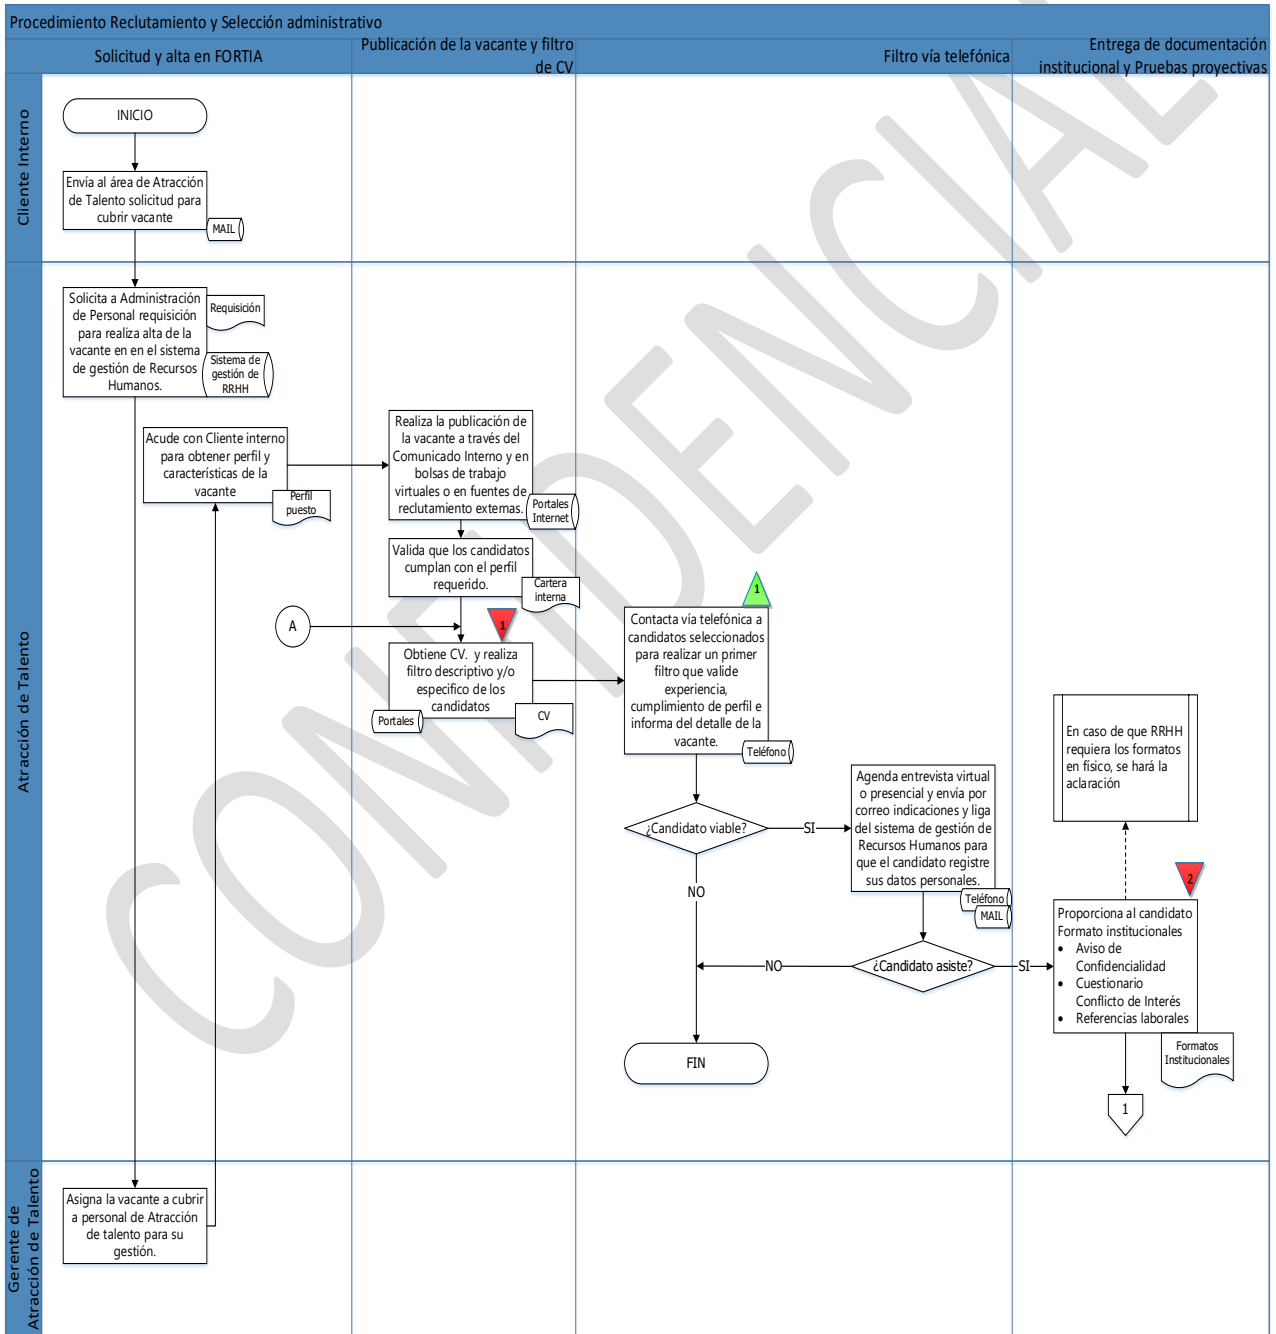 Procedimiento Reclutamiento y Selección administrativo
Solicitud y alta en FORTIA
Publicación de la vacante y filtro
de CV
Filtro vía telefónica
Entrega de documentación
institucional y Pruebas proyectivas
Cliente Interno
INICIO
Envía al área de Atracción
de Talento solicitud para
cubrir vacante
MAIL
Atracción de Talento
Solicita a Administración
de Personal requisición
para realiza alta de la
vacante en en el sistema
de gestión de Recursos
Humanos.
Requisición
Sistema de
gestión de
RRHH
Acude con Cliente interno
para obtener perfil y
características de la
vacante
Perfil
puesto
Realiza la publicación de
la vacante a través del
Comunicado Interno y en
bolsas de trabajo
virtuales o en fuentes de
reclutamiento externas.
Portales
Internet
Valida que los candidatos
cumplan con el perfil
requerido.
Cartera
interna
A
1
Obtiene CV. y realiza
filtro descriptivo y/o
especifico de los
candidatos
Portales
CV
1
Contacta vía telefónica a
candidatos seleccionados
para realizar un primer
filtro que valide
experiencia,
cumplimiento de perfil e
informa del detalle de la
vacante.
Teléfono
¿Candidato viable?
SI
NO
Agenda entrevista virtual
o presencial y envía por
correo indicaciones y liga
del sistema de gestión de
Recursos Humanos para
que el candidato registre
sus datos personales.
Teléfono
MAIL
¿Candidato asiste?
NO
SI
FIN
En caso de que RRHH
requiera los formatos
en físico, se hará la
aclaración
2
Proporciona al candidato
Formato institucionales
• Aviso de
Confidencialidad
• Cuestionario
Conflicto de Interés
• Referencias laborales
Formatos
Institucionales
1
Gerente de
Atracción de Talento
Asigna la vacante a cubrir
a personal de Atracción
de talento para su
gestión.
CONFIDENCIAL